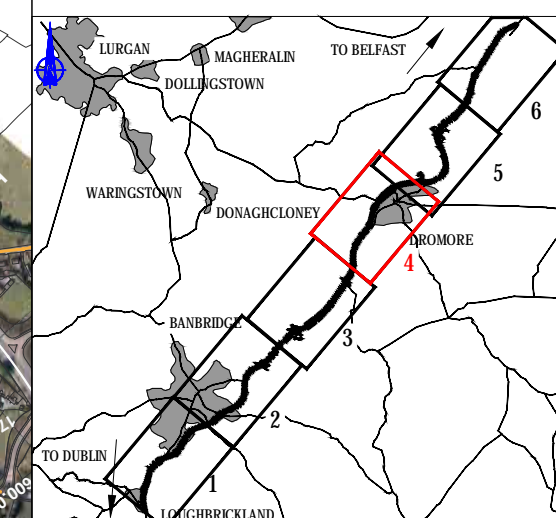 LURGAN
MAGHERALIN
TO BELFAST
DOLLINGSTOWN
6
5
WARINGSTOWN
DONAGHCLONEY
DROMORE
4
BANBRIDGE
3
2
TO DUBLIN
1
LOUGHBRICKLAND